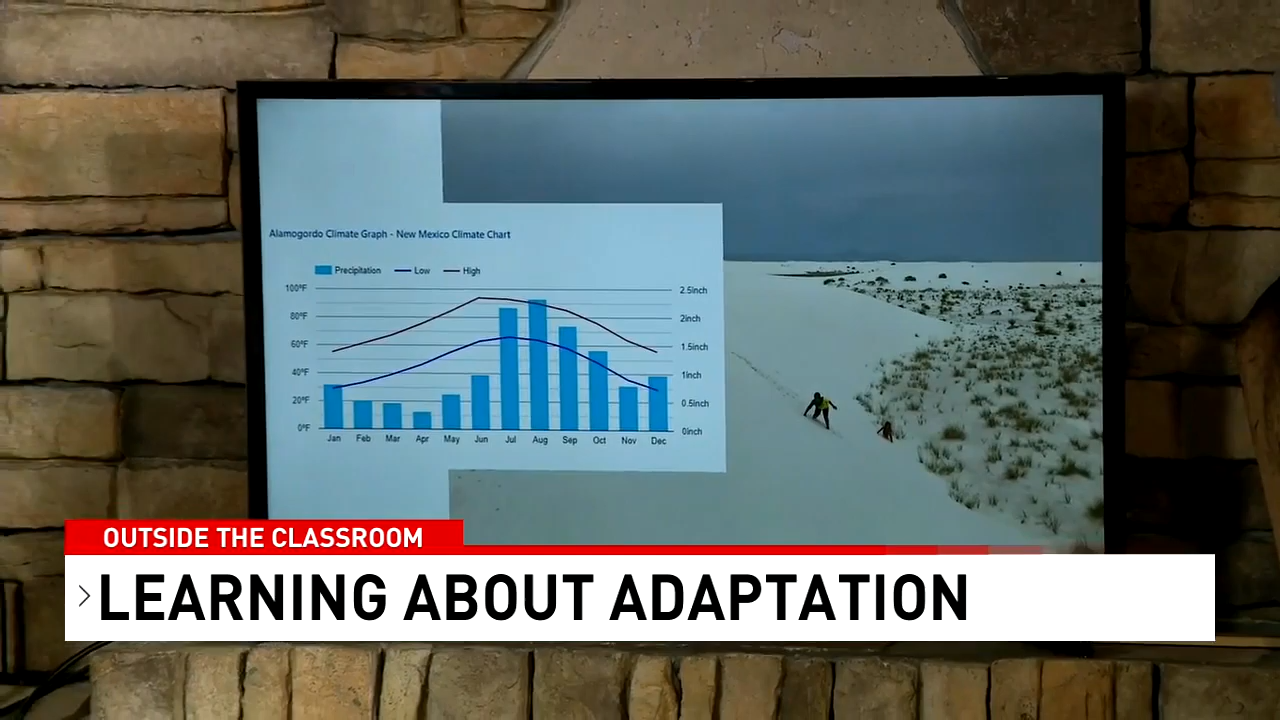 Alamogordo Climate Graph - New Mexico Climate Chart
Precipitation Low High
100°F 2.5inch
80°F 2inch
60°F 1.5inch
40°F 1inch
20°F 0.5inch
0°F 0inch
Jan Feb Mar Apr May Jun Jul Aug Sep Oct Nov Dec
OUTSIDE THE CLASSROOM
LEARNING ABOUT ADAPTATION